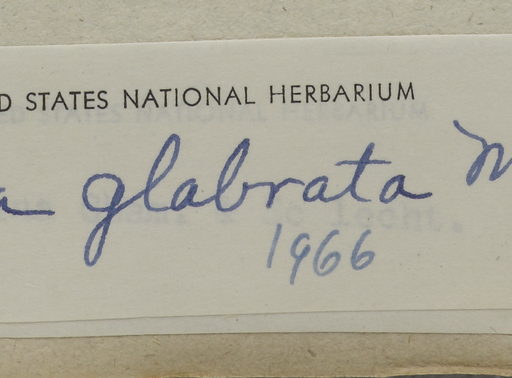 D STATES NATIONAL HERBARIUM
a glabrata M
1966